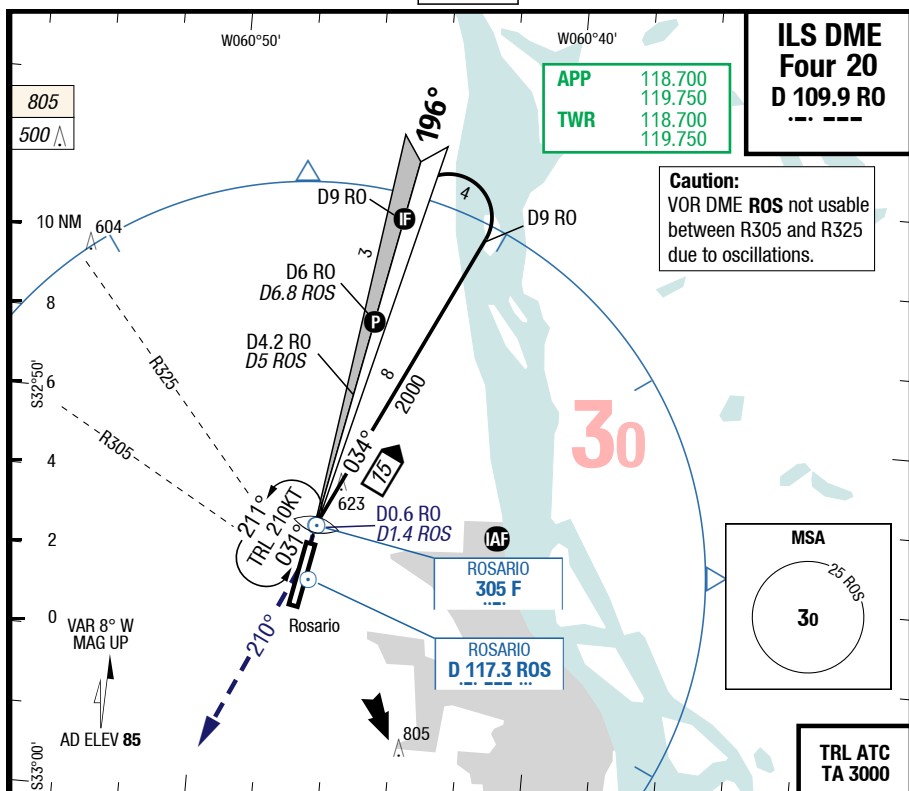 W060°50'
W060°40'
ILS DME
Four 20
D 109.9 RO
805
500
APP 118.700
119.750
TWR 118.700
119.750
196°
Caution:
VOR DME ROS not usable
between R305 and R325
due to oscillations.
D9 RO
IF
4
D9 RO
10 NM
604
3
D6 RO
D6.8 ROS
P
8
D4.2 RO
D5 ROS
R325
8
2000
S32°50'
6
30
R305
4
034°
15
623
211°
TRL 210KT
031°
D0.6 RO
D1.4 ROS
IAF
2
ROSARIO
305 F
MSA
25 ROS
30
0
Rosario
VAR 8° W
MAG UP
210°
ROSARIO
D 117.3 ROS
AD ELEV 85
805
S33°00'
TRL ATC
TA 3000